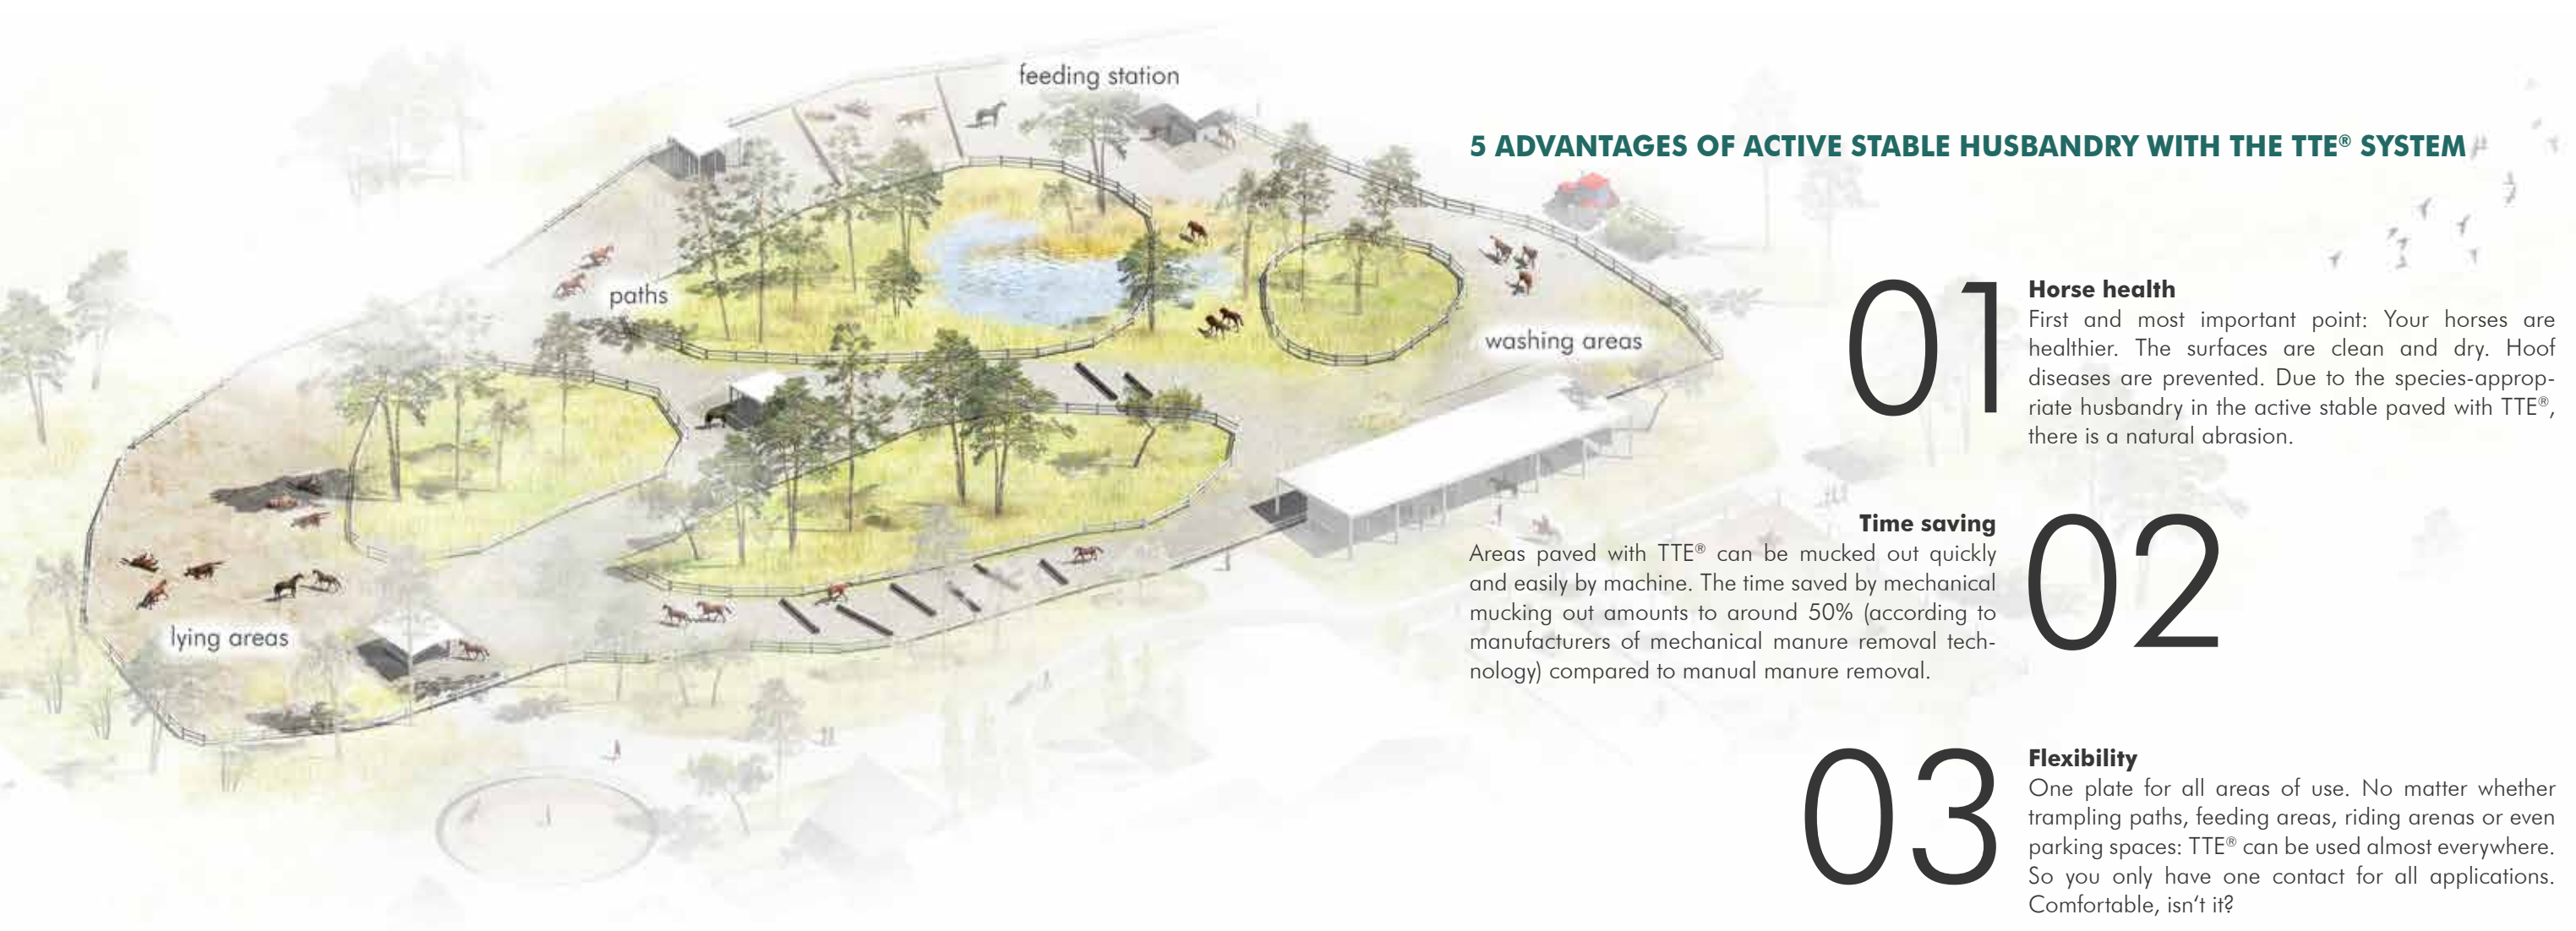 feeding station
5 ADVANTAGES OF ACTIVE STABLE HUSBANDRY WITH THE TTE® SYSTEM
paths
washing areas
lying areas
01
Horse health
First and most important point: Your horses are
healthier. The surfaces are clean and dry. Hoof
diseases are prevented. Due to the species-approp-
riate husbandry in the active stable paved with TTE®,
there is a natural abrasion.
02
Time saving
Areas paved with TTE® can be mucked out quickly
and easily by machine. The time saved by mechanical
mucking out amounts to around 50% (according to
manufacturers of mechanical manure removal tech-
nology) compared to manual manure removal.
03
Flexibility
One plate for all areas of use. No matter whether
trampling paths, feeding areas, riding arenas or even
parking spaces: TTE® can be used almost everywhere.
So you only have one contact for all applications.
Comfortable, isn‘t it?